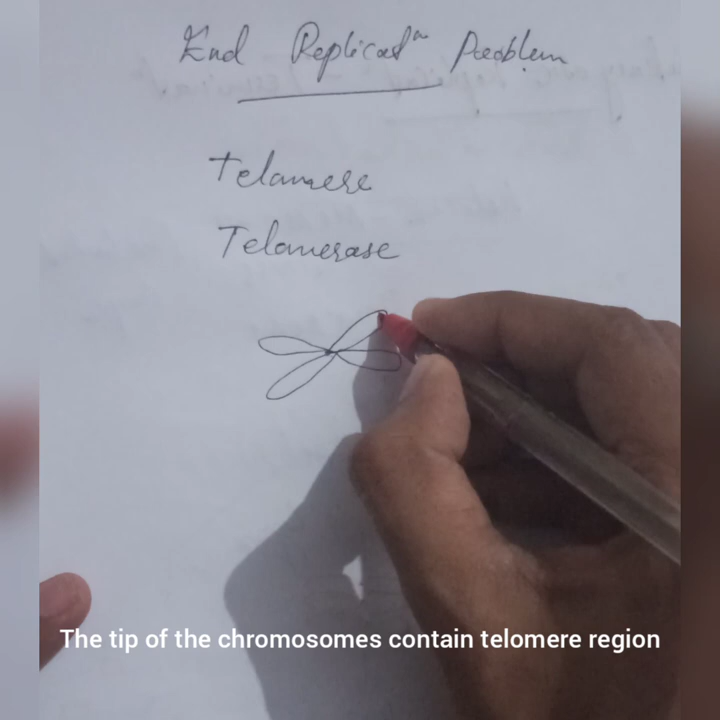 End Replicatⁿ Problem
Telomere
Telomerase
The tip of the chromosomes contain telomere region